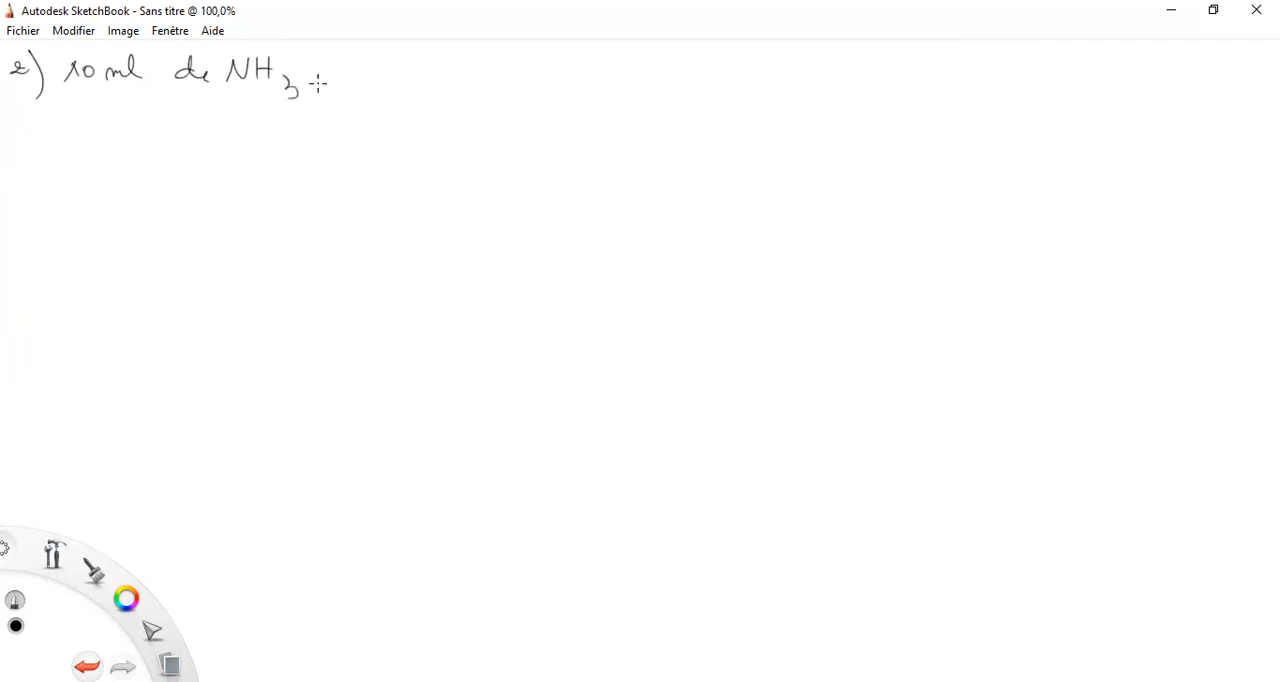 Autodesk SketchBook - Sans titre @ 100,0%
Fichier Modifier Image Fenêtre Aide
2) 10 ml de NH3